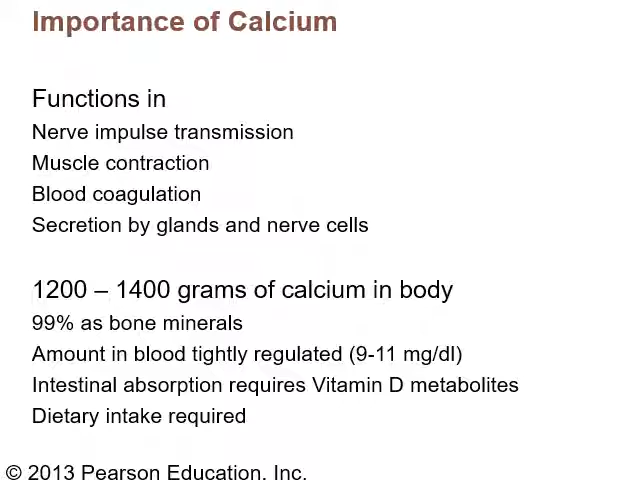 Importance of Calcium
Functions in
Nerve impulse transmission
Muscle contraction
Blood coagulation
Secretion by glands and nerve cells
1200 – 1400 grams of calcium in body
99% as bone minerals
Amount in blood tightly regulated (9-11 mg/dl)
Intestinal absorption requires Vitamin D metabolites
Dietary intake required
© 2013 Pearson Education, Inc.